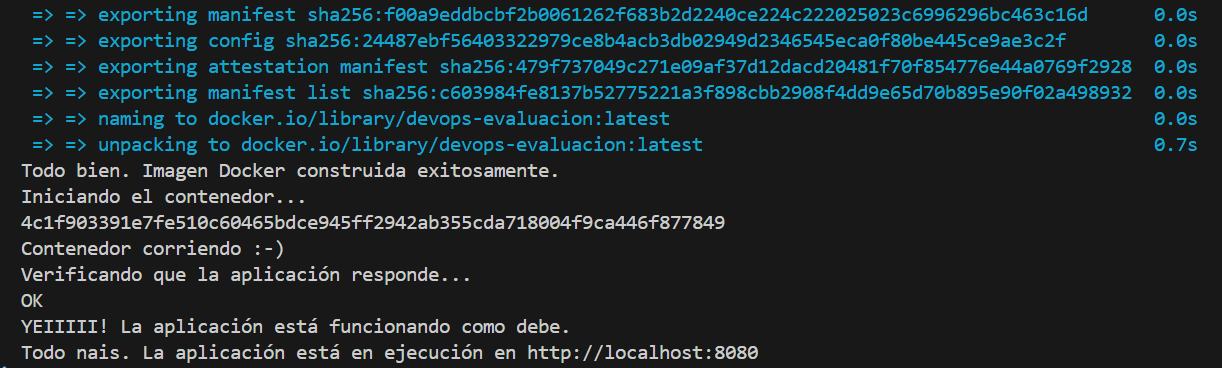 => => exporting manifest sha256:f00a9eddbcbf2b0061262f683b2d2240ce224c222025023c6996296bc463c16d 0.0s
=> => exporting config sha256:24487ebf56403322979ce8b4acb3db02949d2346545eca0f80be445ce9ae3c2f 0.0s
=> => exporting attestation manifest sha256:479f737049c271e09af37d12dacd20481f70f854776e44a0769f2928 0.0s
=> => exporting manifest list sha256:c603984fe8137b52775221a3f898cbb2908f4dd9e65d70b895e90f02a498932 0.0s
=> => naming to docker.io/library/devops-evaluacion:latest 0.0s
=> => unpacking to docker.io/library/devops-evaluacion:latest 0.7s
Todo bien. Imagen Docker construida exitosamente.
Iniciando el contenedor...
4c1f903391e7fe510c60465bdce945ff2942ab355cda718004f9ca446f877849
Contenedor corriendo :-)
Verificando que la aplicación responde...
OK
YEIIIII! La aplicación está funcionando como debe.
Todo nais. La aplicación está en ejecución en http://localhost:8080